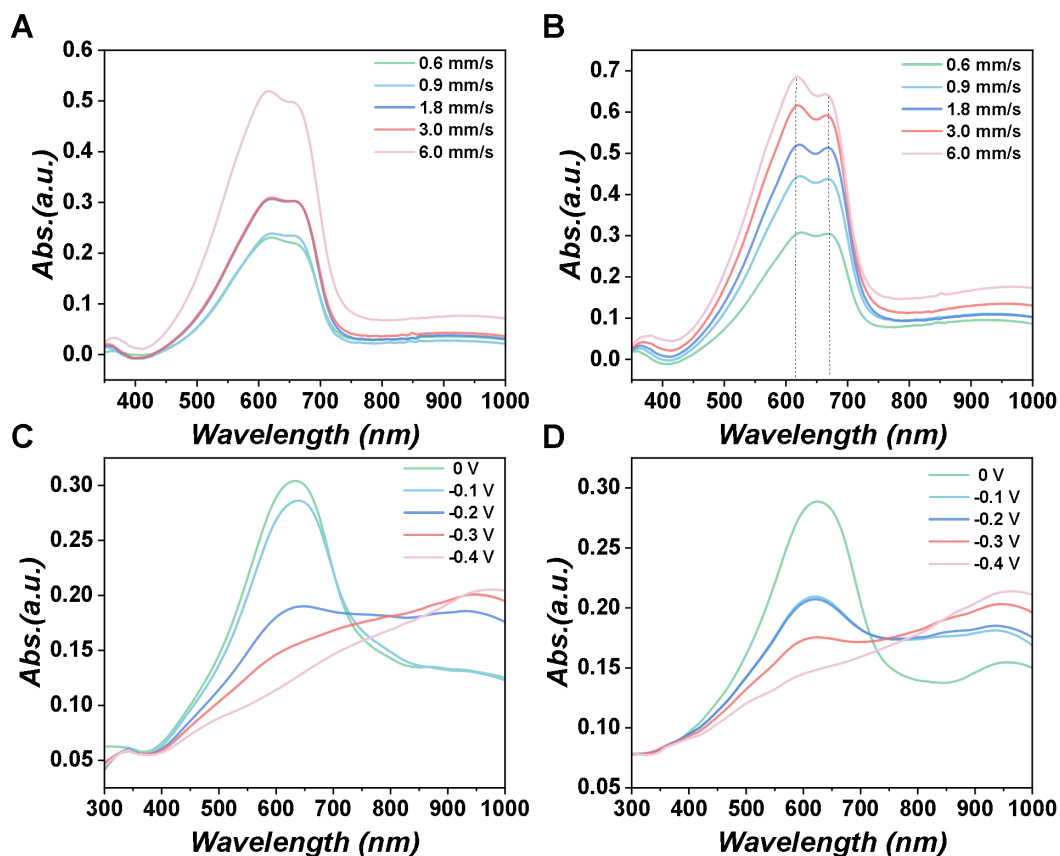 A
0.6
0.5
0.4
0.3
0.2
0.1
0.0
Abs.(a.u.)
0.6 mm/s
0.9 mm/s
1.8 mm/s
3.0 mm/s
6.0 mm/s
400 500 600 700 800 900 1000
Wavelength (nm)
B
0.7
0.6
0.5
0.4
0.3
0.2
0.1
0.0
Abs.(a.u.)
0.6 mm/s
0.9 mm/s
1.8 mm/s
3.0 mm/s
6.0 mm/s
400 500 600 700 800 900 1000
Wavelength (nm)
C
0.30
0.25
0.20
0.15
0.10
0.05
Abs.(a.u.)
0 V
-0.1 V
-0.2 V
-0.3 V
-0.4 V
300 400 500 600 700 800 900 1000
Wavelength (nm)
D
0.30
0.25
0.20
0.15
0.10
0.05
Abs.(a.u.)
0 V
-0.1 V
-0.2 V
-0.3 V
-0.4 V
300 400 500 600 700 800 900 1000
Wavelength (nm)